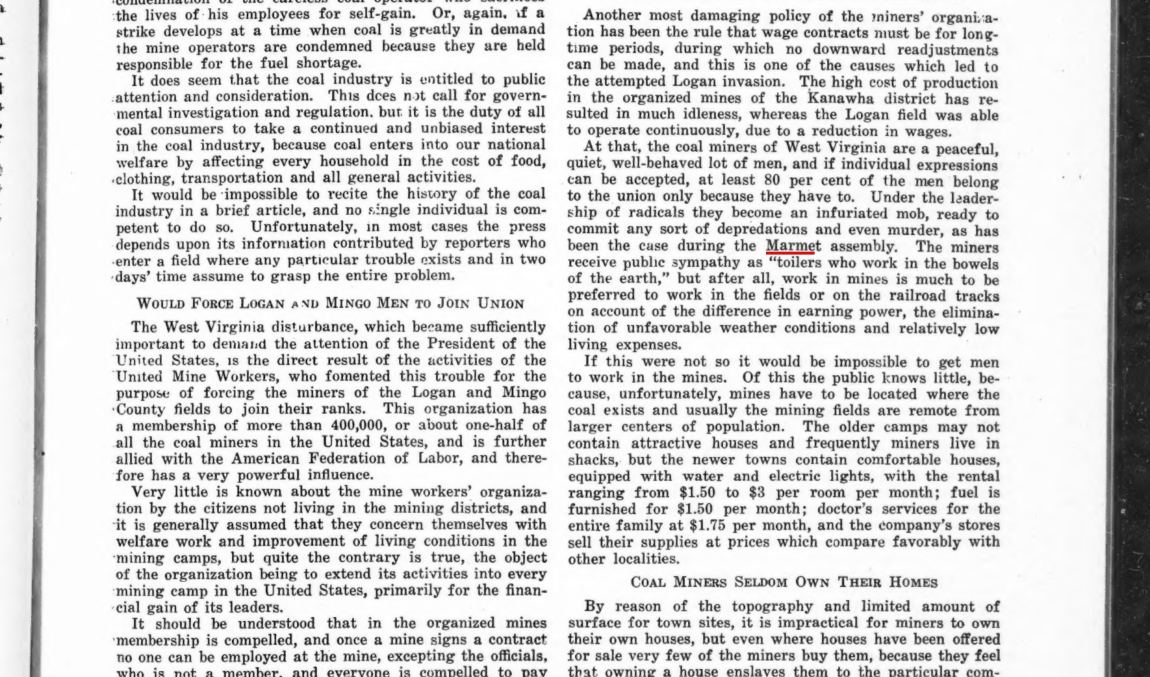 the lives of his employees for self-gain. Or, again, if a
strike develops at a time when coal is greatly in demand
the mine operators are condemned because they are held
responsible for the fuel shortage.
It does seem that the coal industry is entitled to public
attention and consideration. This does not call for govern-
mental investigation and regulation, but it is the duty of all
coal consumers to take a continued and unbiased interest
in the coal industry, because coal enters into our national
welfare by affecting every household in the cost of food,
clothing, transportation and all general activities.
It would be impossible to recite the history of the coal
industry in a brief article, and no single individual is com-
petent to do so. Unfortunately, in most cases the press
depends upon its information contributed by reporters who
enter a field where any particular trouble exists and in two
days' time assume to grasp the entire problem.
WOULD FORCE LOGAN AND MINGO MEN TO JOIN UNION
The West Virginia disturbance, which became sufficiently
important to demand the attention of the President of the
United States, is the direct result of the activities of the
United Mine Workers, who fomented this trouble for the
purpose of forcing the miners of the Logan and Mingo
County fields to join their ranks. This organization has
a membership of more than 400,000, or about one-half of
all the coal miners in the United States, and is further
allied with the American Federation of Labor, and there-
fore has a very powerful influence.
Very little is known about the mine workers' organiza-
tion by the citizens not living in the mining districts, and
it is generally assumed that they concern themselves with
welfare work and improvement of living conditions in the
mining camps, but quite the contrary is true, the object
of the organization being to extend its activities into every
mining camp in the United States, primarily for the finan-
cial gain of its leaders.
It should be understood that in the organized mines
membership is compelled, and once a mine signs a contract
no one can be employed at the mine, excepting the officials,
who is not a member, and everyone is compelled to pay
Another most damaging policy of the miners' organiza-
tion has been the rule that wage contracts must be for long-
time periods, during which no downward readjustments
can be made, and this is one of the causes which led to
the attempted Logan invasion. The high cost of production
in the organized mines of the Kanawha district has re-
sulted in much idleness, whereas the Logan field was able
to operate continuously, due to a reduction in wages.
At that, the coal miners of West Virginia are a peaceful,
quiet, well-behaved lot of men, and if individual expressions
can be accepted, at least 80 per cent of the men belong
to the union only because they have to. Under the leader-
ship of radicals they become an infuriated mob, ready to
commit any sort of depredations and even murder, as has
been the case during the Marmet assembly. The miners
receive public sympathy as "toilers who work in the bowels
of the earth," but after all, work in mines is much to be
preferred to work in the fields or on the railroad tracks
on account of the difference in earning power, the elimina-
tion of unfavorable weather conditions and relatively low
living expenses.
If this were not so it would be impossible to get men
to work in the mines. Of this the public knows little, be-
cause, unfortunately, mines have to be located where the
coal exists and usually the mining fields are remote from
larger centers of population. The older camps may not
contain attractive houses and frequently miners live in
shacks, but the newer towns contain comfortable houses,
equipped with water and electric lights, with the rental
ranging from $1.50 to $3 per room per month; fuel is
furnished for $1.50 per month; doctor's services for the
entire family at $1.75 per month, and the company's stores
sell their supplies at prices which compare favorably with
other localities.
COAL MINERS SELDOM OWN THEIR HOMES
By reason of the topography and limited amount of
surface for town sites, it is impractical for miners to own
their own houses, but even where houses have been offered
for sale very few of the miners buy them, because they feel
that owning a house enslaves them to the particular com-